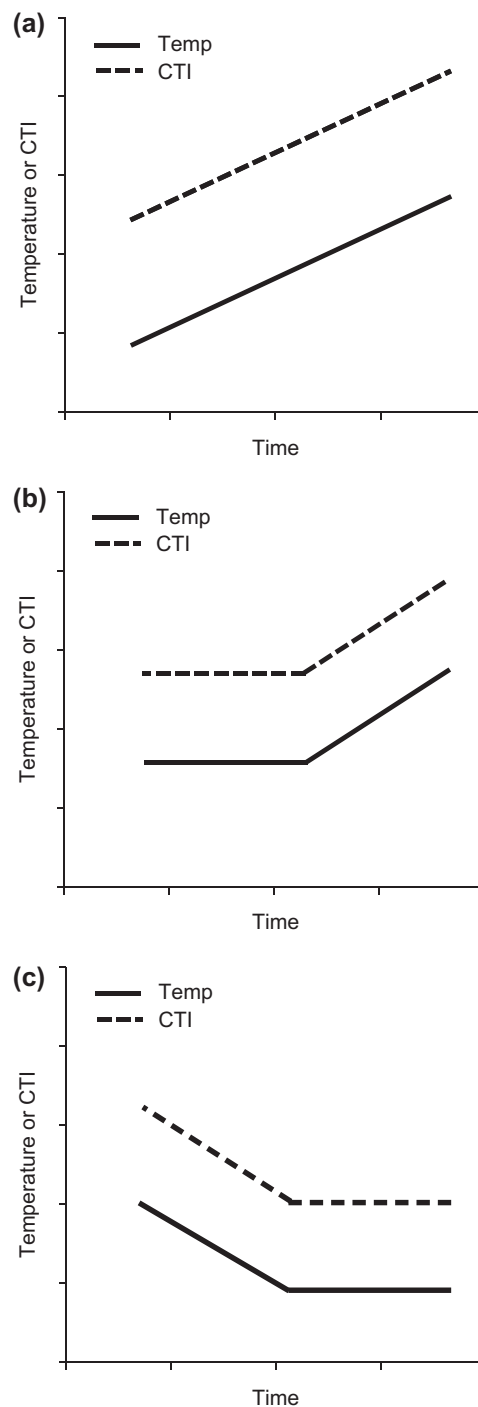 (a)
Temp
CTI
Temperature or CTI
Time
(b)
Temp
CTI
Temperature or CTI
Time
(c)
Temp
CTI
Temperature or CTI
Time